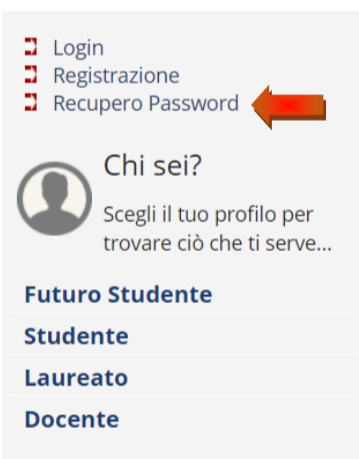 Login
Registrazione
Recupero Password
Chi sei?
Scegli il tuo profilo per
trovare ciò che ti serve...
Futuro Studente
Studente
Laureato
Docente